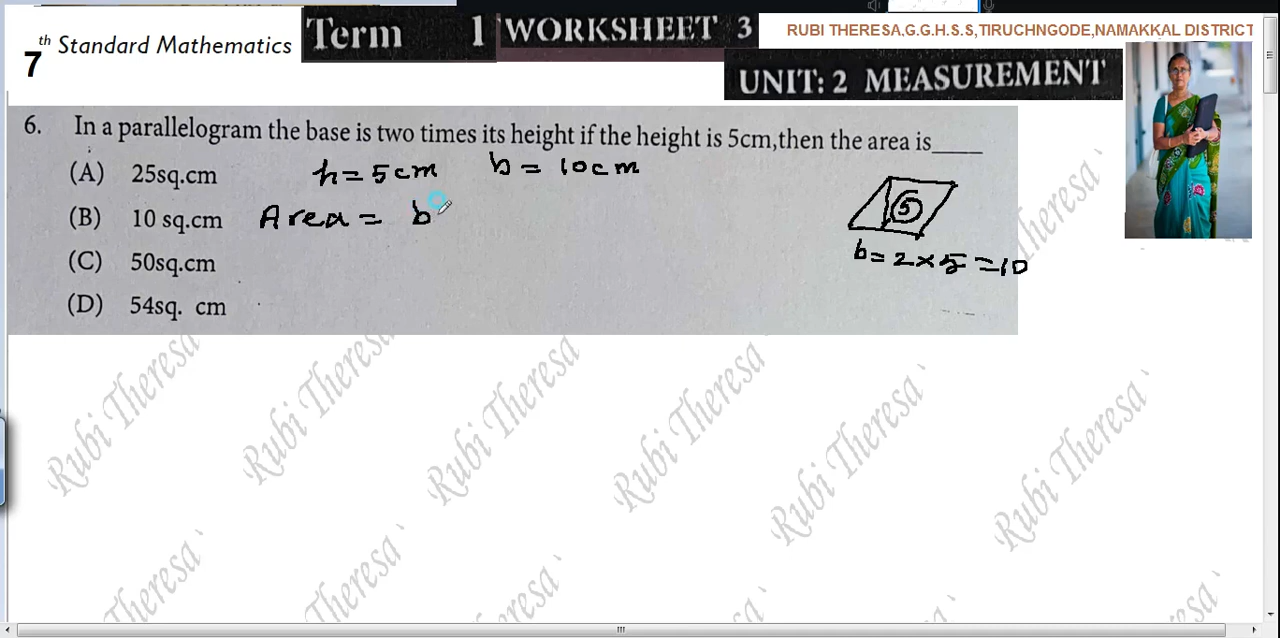 7th Standard Mathematics
Term 1 WORKSHEET 3
RUBI THERESA,G.G.H.S.S,TIRUCHNGODE,NAMAKKAL DISTRICT
UNIT: 2 MEASUREMENT
6. In a parallelogram the base is two times its height if the height is 5cm,then the area is____
(A) 25sq.cm
h = 5cm b = 10cm
(B) 10 sq.cm
Area = b
5
b = 2 × 5 = 10
(C) 50sq.cm
(D) 54sq. cm
Rubi Theresa
Rubi Theresa
Rubi Theresa
Rubi Theresa
Rubi Theresa
Rubi Theresa
Theresa
Theresa
Theresa